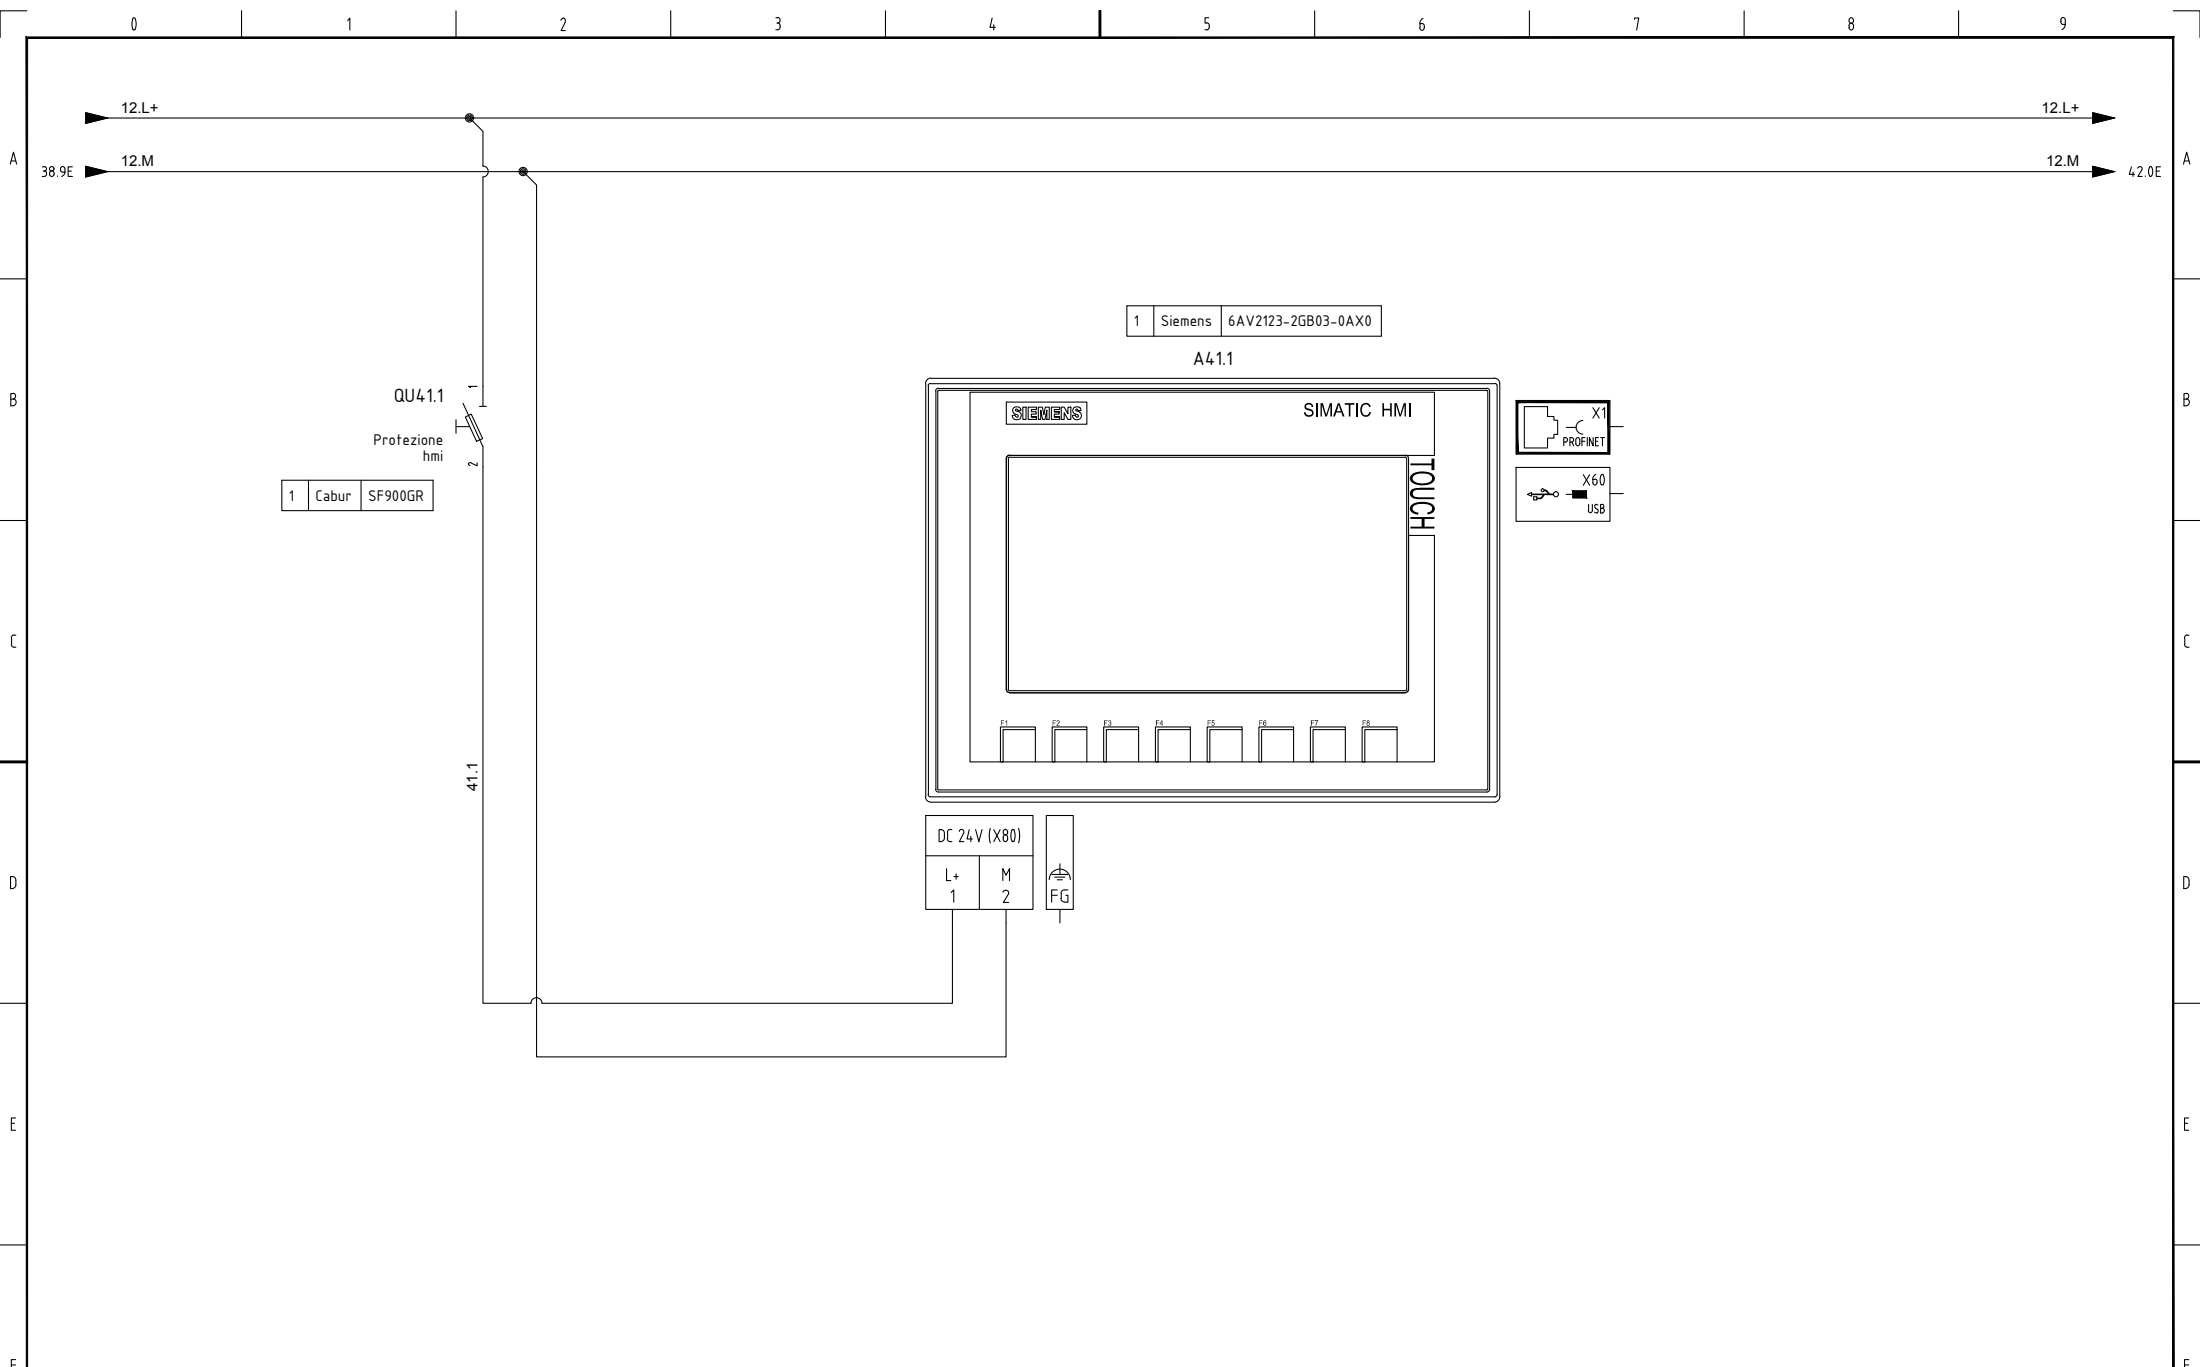 0 1 2 3 4 5 6 7 8 9
12.L+ 12.L+
A A
38.9E 12.M 12.M 42.0E
1 Siemens 6AV2123-2GB03-0AX0
A41.1
B B
QU41.1
1
2
Protezione
hmi
1 Cabur SF900GR
SIEMENS SIMATIC HMI
TOUCH
X1
PROFINET
X60
USB
C C
F1 F2 F3 F4 F5 F6 F7 F8
41.1
DC 24V (X80)
L+ M
1 2
FG
D D
E E